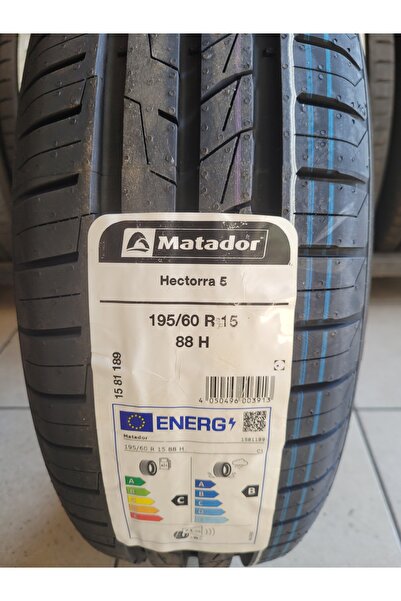 Matador
Hectorra 5
195/60 R 15
88 H
15 81 189
4 050496 003913
ENERG
Matador
1581189
195/60 R 15 88 H
C1
A
B
C
D
E
C
A
B
C
D
E
B